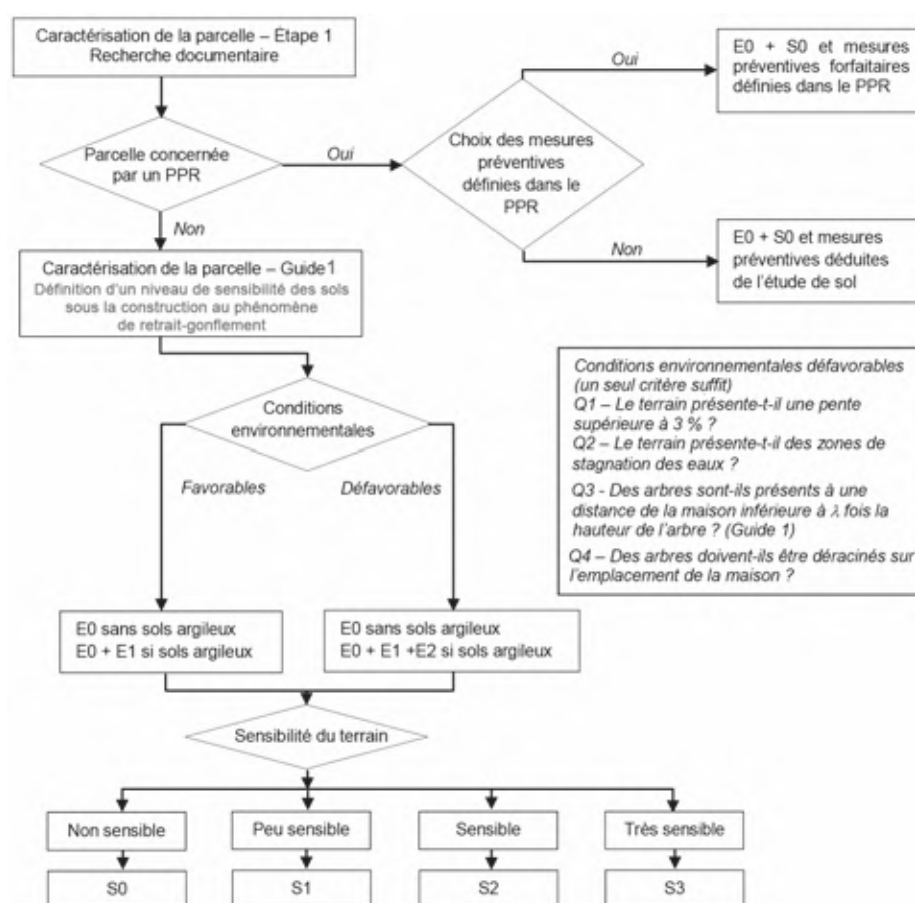 Caractérisation de la parcelle – Étape 1
Recherche documentaire
Oui
E0 + S0 et mesures
préventives forfaitaires
définies dans le PPR
Parcelle concernée
par un PPR
Oui
Choix des mesures
préventives
définies dans le
PPR
Non
Non
E0 + S0 et mesures
préventives déduites
de l'étude de sol
Caractérisation de la parcelle – Guide1
Définition d'un niveau de sensibilité des sols
sous la construction au phénomène
de retrait-gonflement
Conditions
environnementales
Favorables
Défavorables
Conditions environnementales défavorables
(un seul critère suffit)
Q1 – Le terrain présente-t-il une pente
supérieure à 3 % ?
Q2 – Le terrain présente-t-il des zones de
stagnation des eaux ?
Q3 - Des arbres sont-ils présents à une
distance de la maison inférieure à λ fois la
hauteur de l'arbre ? (Guide 1)
Q4 – Des arbres doivent-ils être déracinés sur
l'emplacement de la maison ?
E0 sans sols argileux
E0 + E1 si sols argileux
E0 sans sols argileux
E0 + E1 +E2 si sols argileux
Sensibilité du terrain
Non sensible
Peu sensible
Sensible
Très sensible
S0
S1
S2
S3